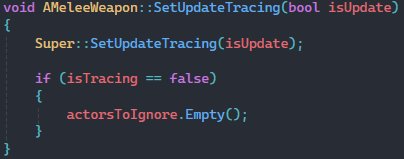 void AMeleeWeapon::SetUpdateTracing(bool isUpdate)
{
    Super::SetUpdateTracing(isUpdate);
    if (isTracing == false)
    {
        actorsToIgnore.Empty();
    }
}